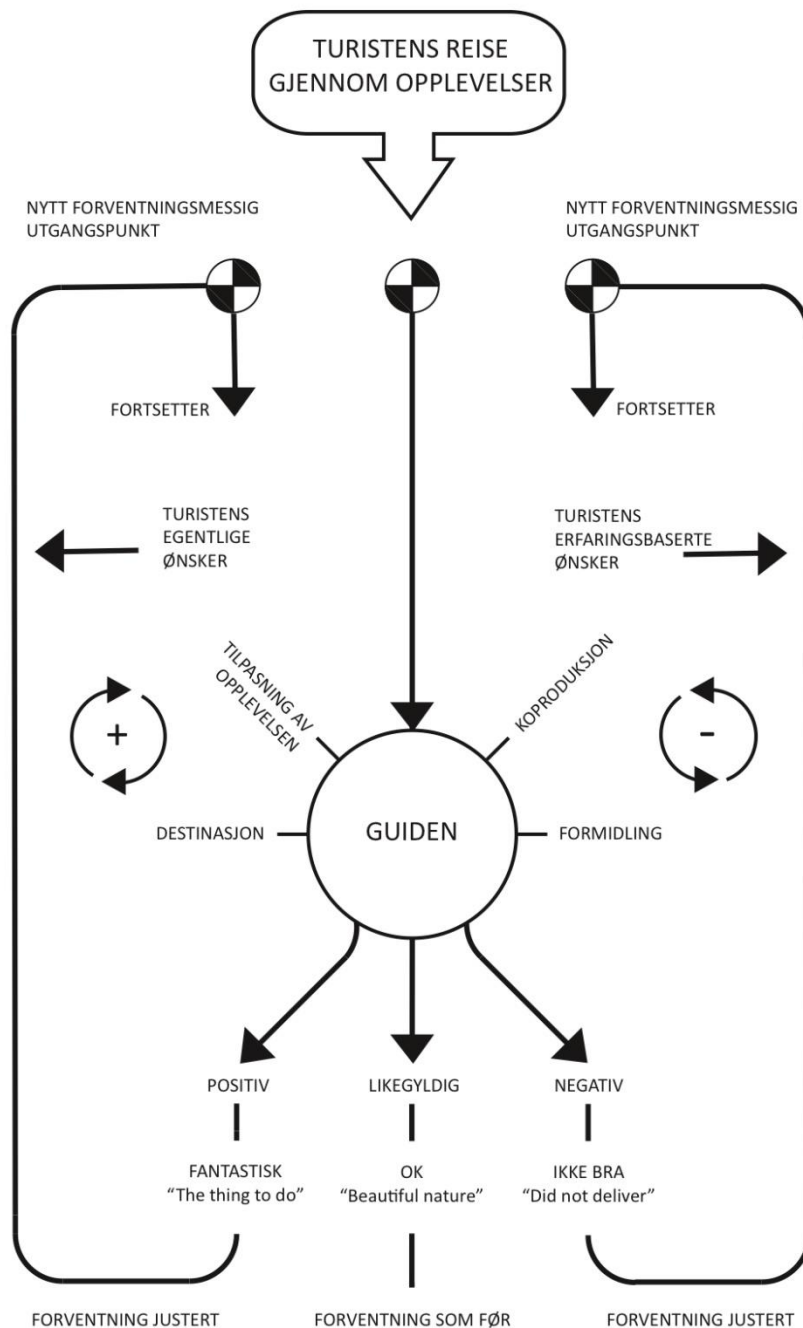 TURISTENS REISE
GJENNOM OPPLEVELSER
NYTT FORVENTNINGSMESSIG
UTGANGSPUNKT
NYTT FORVENTNINGSMESSIG
UTGANGSPUNKT
FORTSETTER
FORTSETTER
TURISTENS
EGENTLIGE
ØNSKER
TURISTENS
ERFARINGSBASERTE
ØNSKER
TILPASNING AV
OPPLEVELSEN
KOPRODUKSJON
+
-
DESTINASJON
GUIDEN
FORMIDLING
POSITIV
LIKEGYLDIG
NEGATIV
FANTASTISK
“The thing to do”
OK
“Beautiful nature”
IKKE BRA
“Did not deliver”
FORVENTNING JUSTERT
FORVENTNING SOM FØR
FORVENTNING JUSTERT